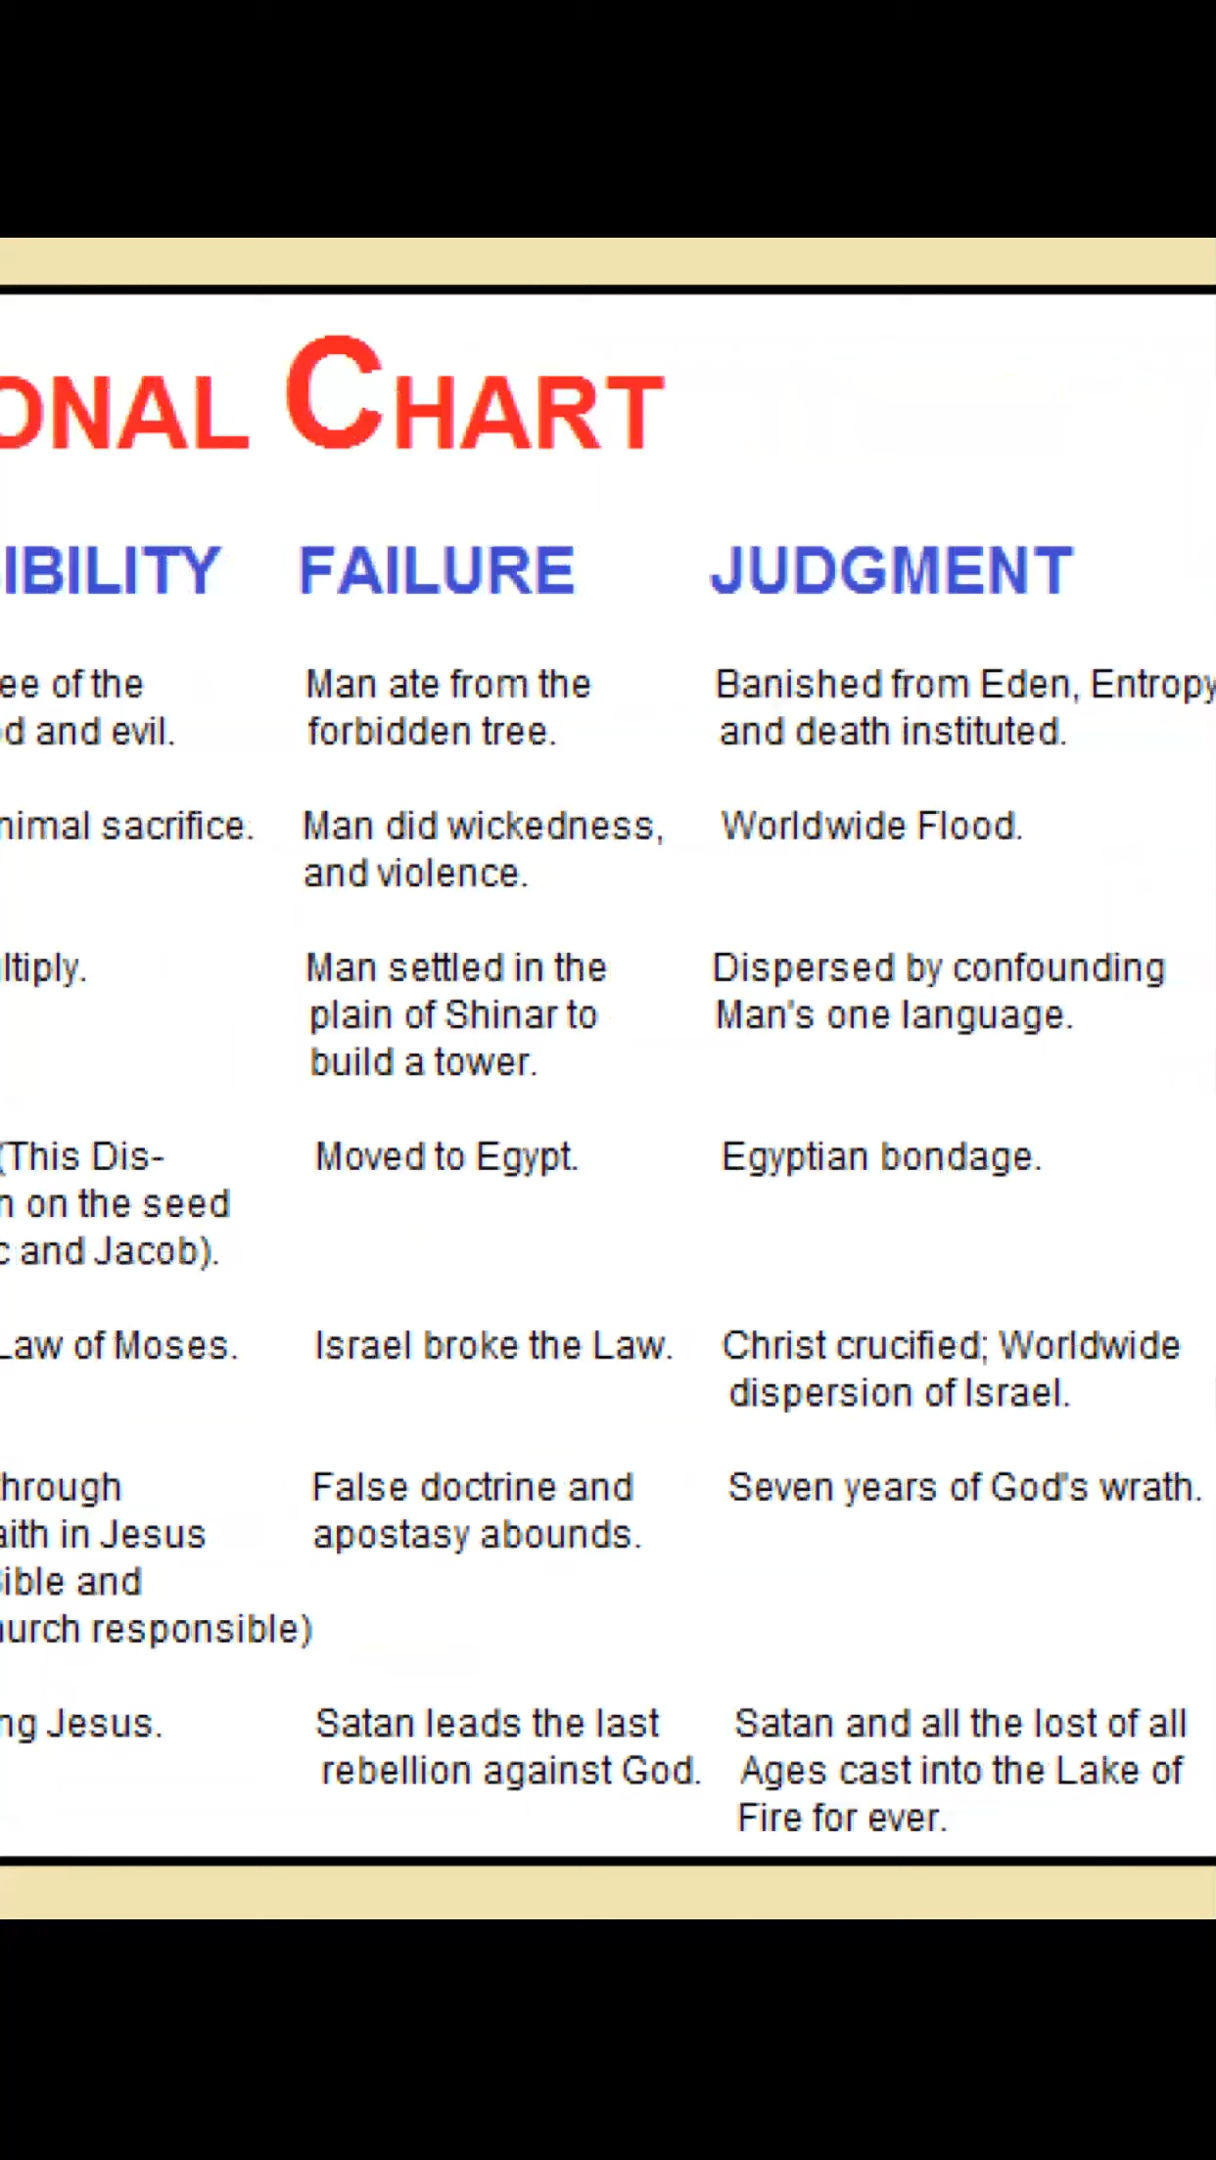 ONAL CHART
IBILITY FAILURE JUDGMENT
ee of the Man ate from the Banished from Eden, Entropy
d and evil. forbidden tree. and death instituted.
nimal sacrifice. Man did wickedness, Worldwide Flood.
and violence.
ltiply. Man settled in the Dispersed by confounding
plain of Shinar to Man's one language.
build a tower.
(This Dis- Moved to Egypt. Egyptian bondage.
n on the seed
c and Jacob).
Law of Moses. Israel broke the Law. Christ crucified; Worldwide
dispersion of Israel.
hrough False doctrine and Seven years of God's wrath.
aith in Jesus apostasy abounds.
ible and
urch responsible)
ng Jesus. Satan leads the last Satan and all the lost of all
rebellion against God. Ages cast into the Lake of
Fire for ever.